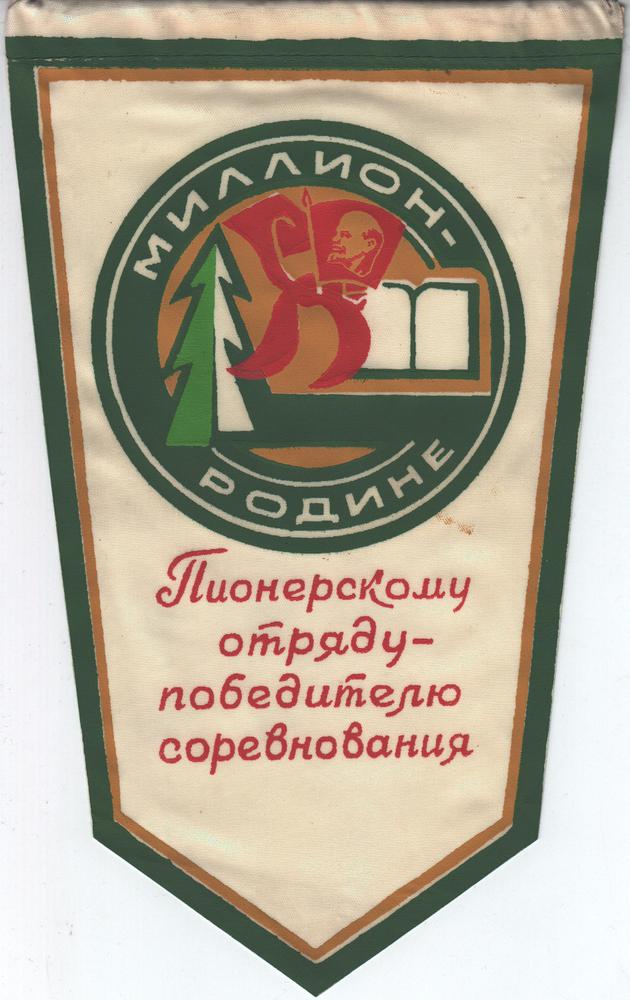 МИЛЛИОН-
РОДИНЕ
Пионерскому
отряду-
победителю
соревнования